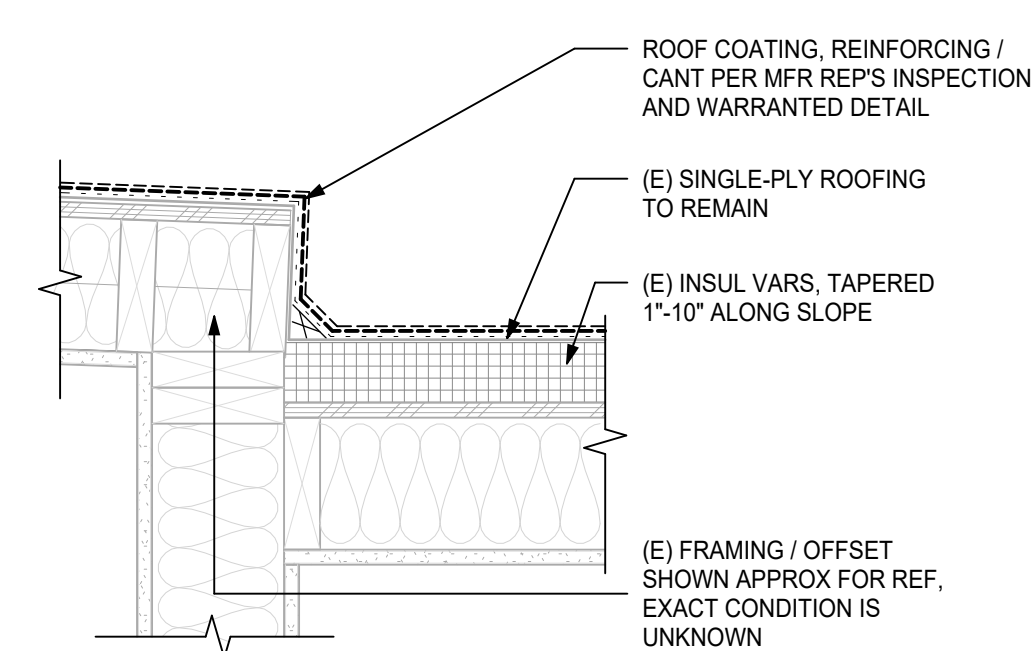 ROOF COATING, REINFORCING /
CANT PER MFR REP'S INSPECTION
AND WARRANTED DETAIL
(E) SINGLE-PLY ROOFING
TO REMAIN
(E) INSUL VARS, TAPERED
1"-10" ALONG SLOPE
(E) FRAMING / OFFSET
SHOWN APPROX FOR REF,
EXACT CONDITION IS
UNKNOWN